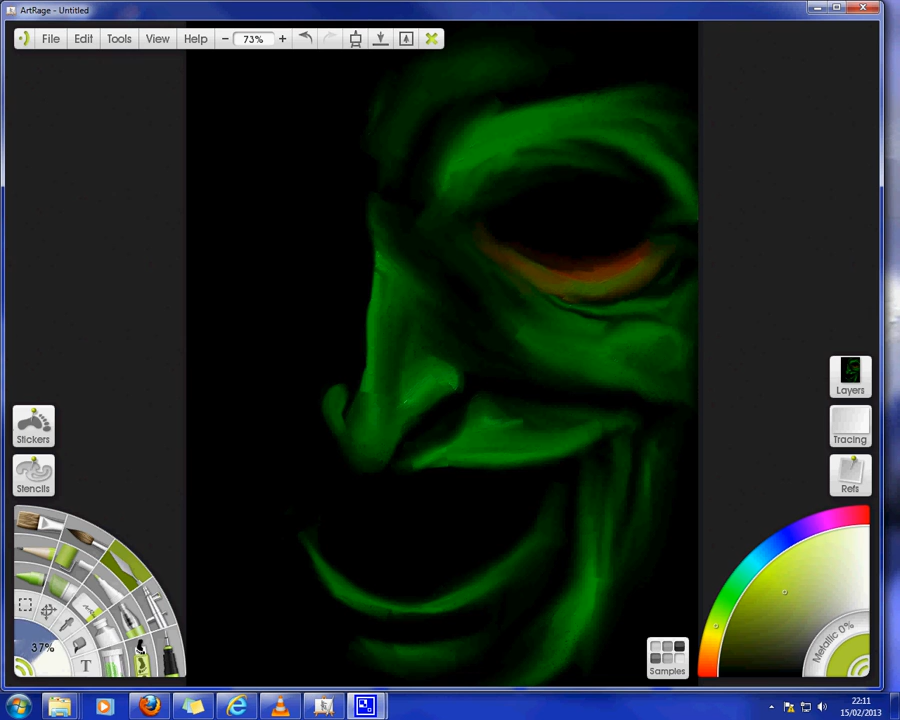 ArtRage - Untitled
File Edit Tools View Help - 73% +
Layers
Stickers
Tracing
Stencils
Refs
37%
T
Metallic 0%
Samples
22:11
15/02/2013